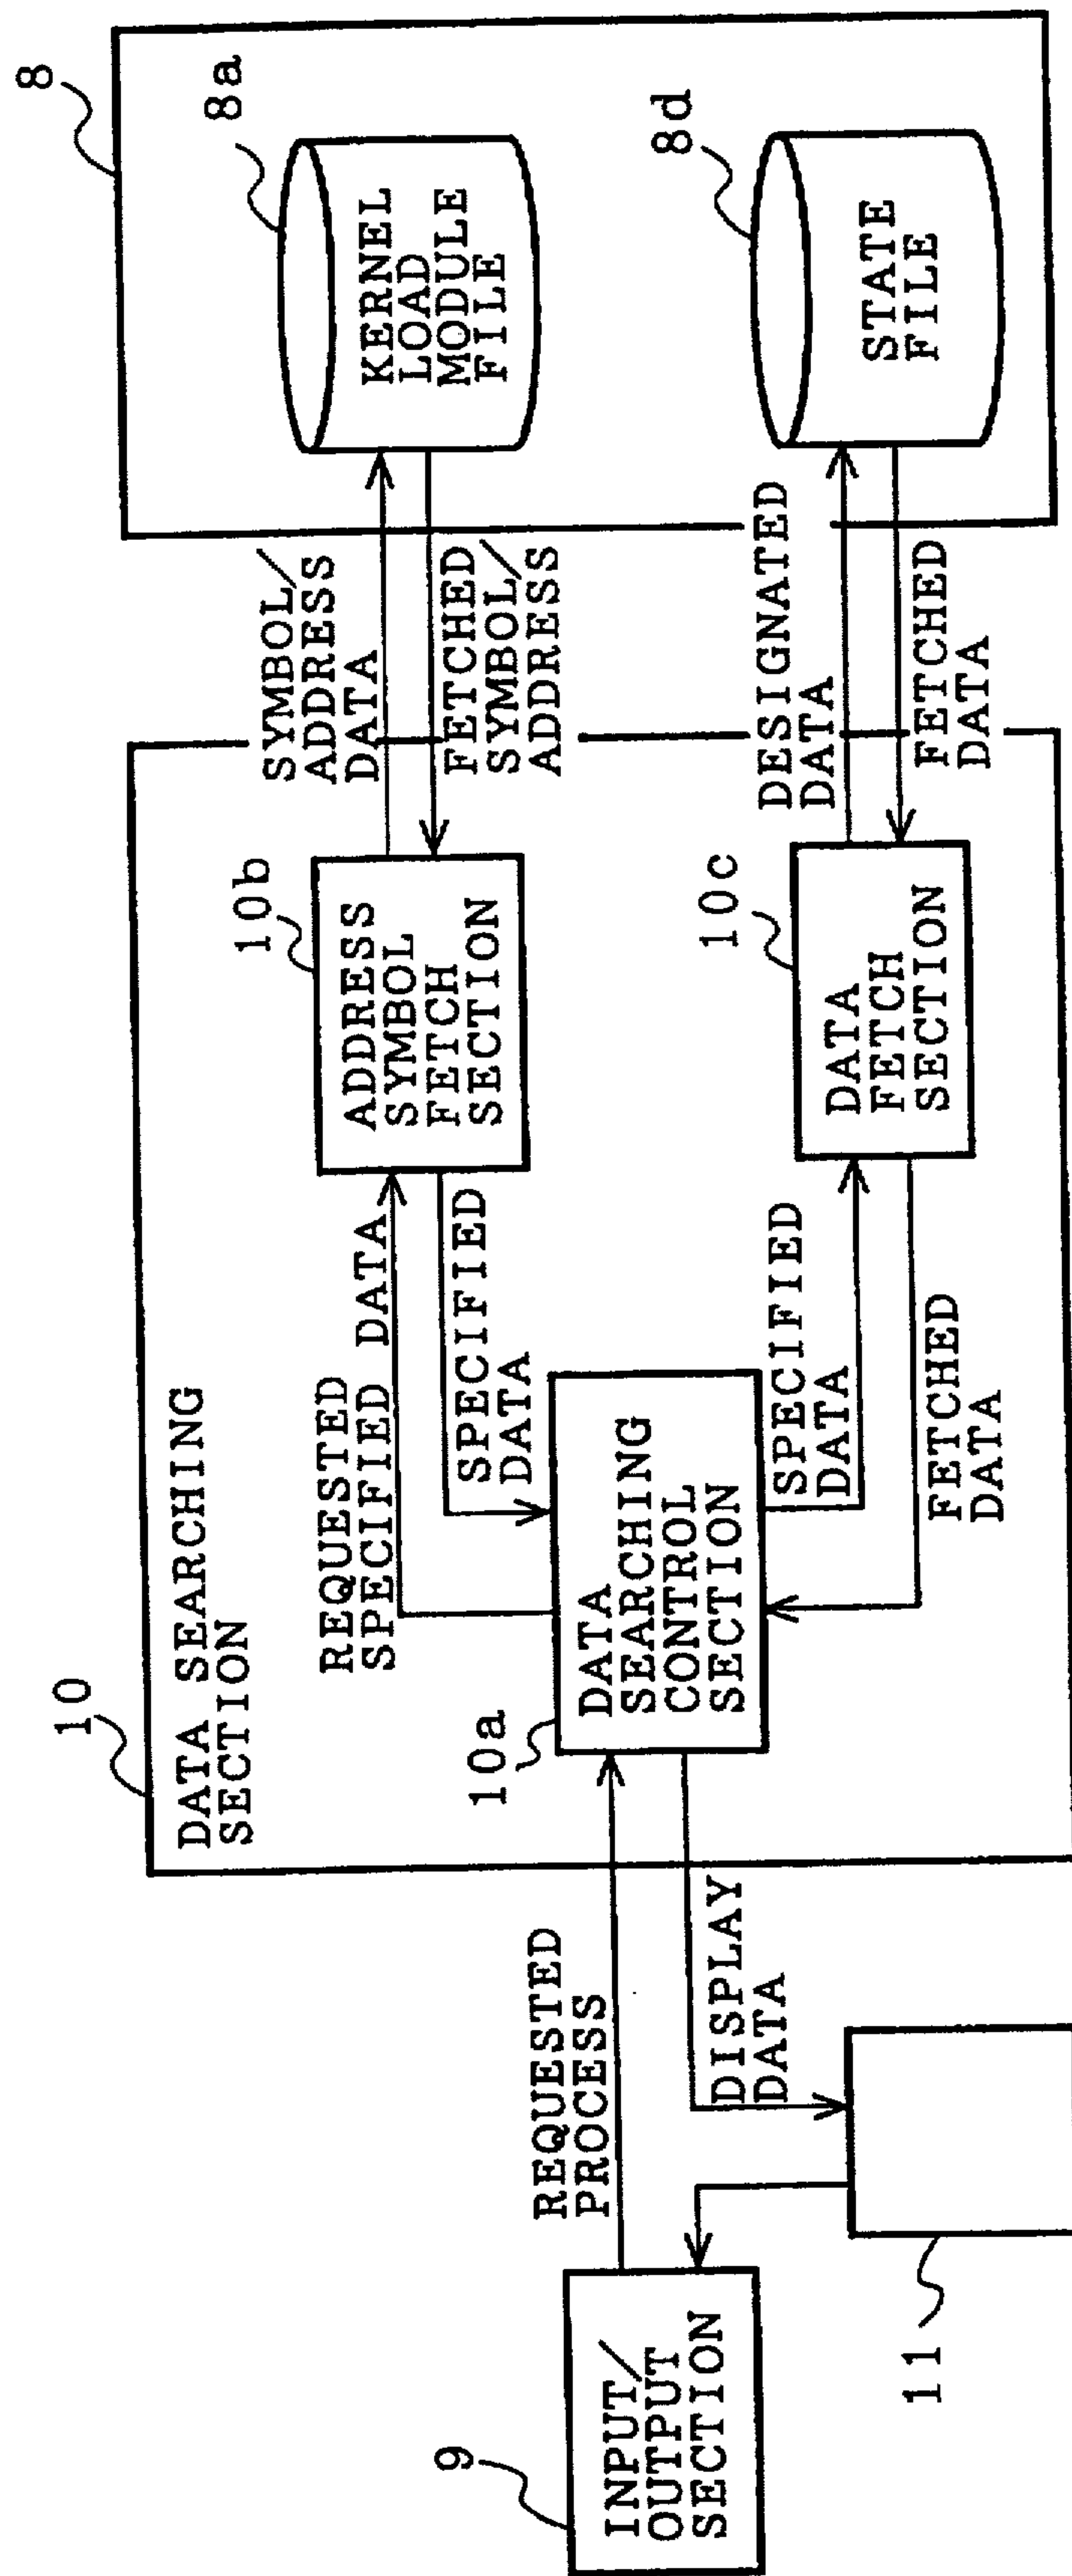 8
8a
KERNEL
LOAD
MODULE
FILE
8d
STATE
FILE
SYMBOL/
ADDRESS
DATA
FETCHED
SYMBOL/
ADDRESS
DESIGNATED
DATA
FETCHED
DATA
10
DATA SEARCHING
SECTION
10b
ADDRESS
SYMBOL
FETCH
SECTION
10c
DATA
FETCH
SECTION
REQUESTED
SPECIFIED DATA
SPECIFIED
DATA
SPECIFIED
DATA
FETCHED
DATA
10a
DATA
SEARCHING
CONTROL
SECTION
REQUESTED
PROCESS
DISPLAY
DATA
9
INPUT/
OUTPUT
SECTION
11